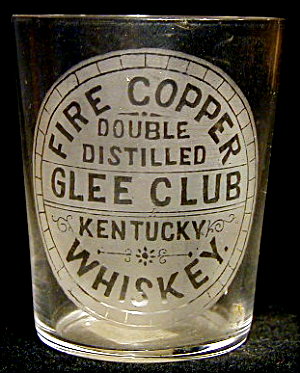 FIRE COPPER
DOUBLE
DISTILLED
GLEE CLUB
KENTUCKY
WHISKEY.